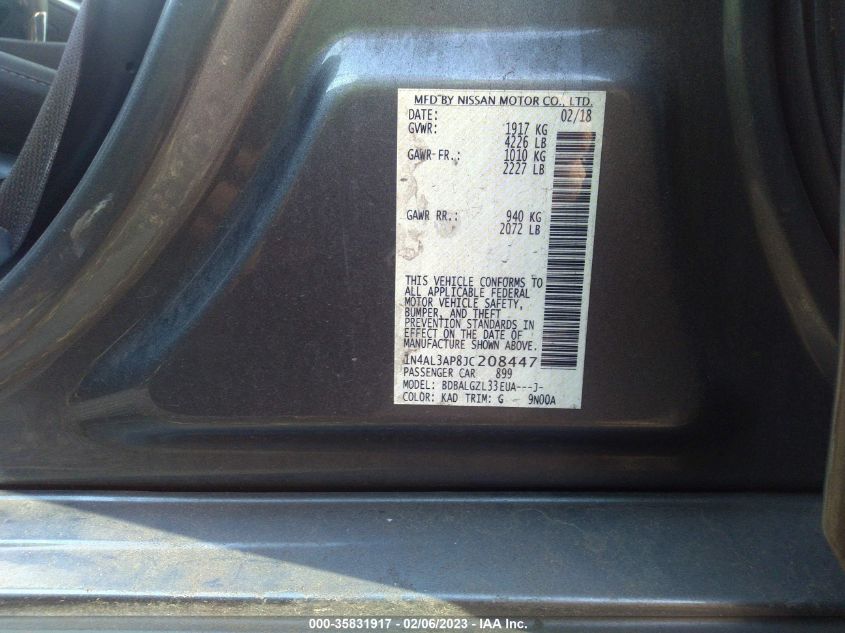 MFD BY NISSAN MOTOR CO., LTD.
DATE: 02/18
GVWR: 1917 KG
4226 LB
GAWR-FR.: 1010 KG
2227 LB
GAWR RR.: 940 KG
2072 LB
THIS VEHICLE CONFORMS TO
ALL APPLICABLE FEDERAL
MOTOR VEHICLE SAFETY,
BUMPER, AND THEFT
PREVENTION STANDARDS IN
EFFECT ON THE DATE OF
MANUFACTURE SHOWN ABOVE.
1N4AL3AP8JC208447
PASSENGER CAR 899
MODEL: BDBALGZL33EUA---J-
COLOR: KAD TRIM: G 9N00A
000-35831917 - 02/06/2023 - IAA Inc.